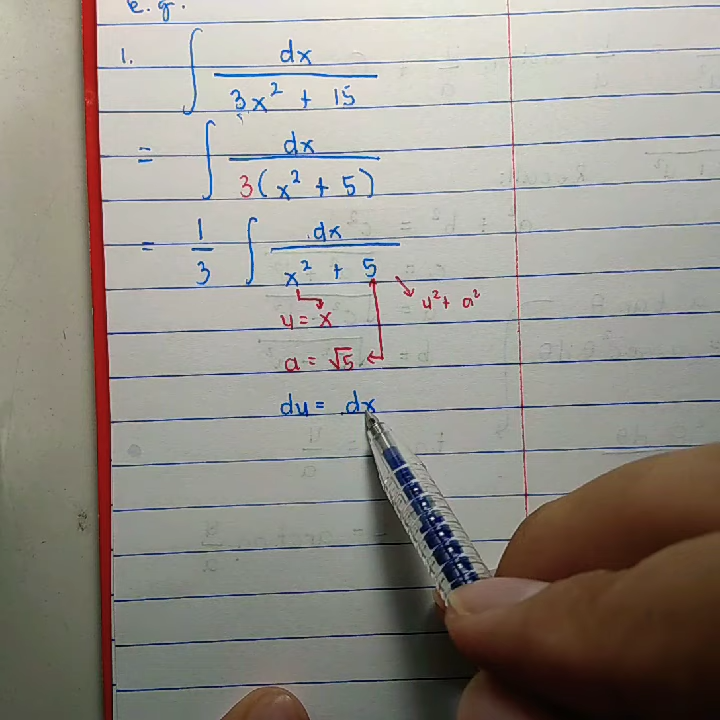 e.g.
1. ∫ dx / 3x² + 15
= ∫ dx / 3(x² + 5)
= 1/3 ∫ dx / x² + 5
u² + a²
u = x
a = √5
du = dx